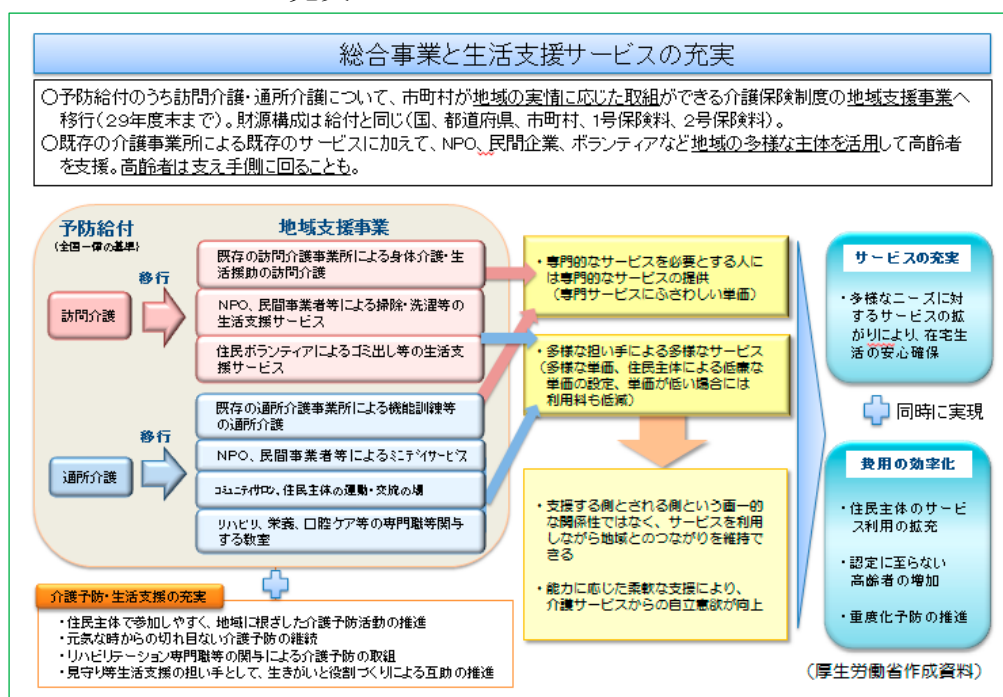 総合事業と生活支援サービスの充実
○予防給付のうち訪問介護・通所介護について、市町村が地域の実情に応じた取組ができる介護保険制度の地域支援事業へ
移行(29年度末まで)。財源構成は給付と同じ(国、都道府県、市町村、1号保険料、2号保険料)。
○既存の介護事業所による既存のサービスに加えて、NPO、民間企業、ボランティアなど地域の多様な主体を活用して高齢者
を支援。高齢者は支え手側に回ることも。
予防給付
(全国一律の基準)
移行
訪問介護
移行
通所介護
地域支援事業
既存の訪問介護事業所による身体介護・生
活援助の訪問介護
NPO、民間事業者等による掃除・洗濯等の
生活支援サービス
住民ボランティアによるゴミ出し等の生活支
援サービス
既存の通所介護事業所による機能訓練等
の通所介護
NPO、民間事業者等によるミニデイサービス
コミュニティサロン、住民主体の運動・交流の場
リハビリ、栄養、口腔ケア等の専門職等関与
する教室
・専門的なサービスを必要とする人に
は専門的なサービスの提供
(専門サービスにふさわしい単価)
・多様な担い手による多様なサービス
(多様な単価、住民主体による低廉な
単価の設定、単価が低い場合には
利用料も低減)
・支援する側とされる側という画一的
な関係性ではなく、サービスを利用
しながら地域とのつながりを維持で
きる
・能力に応じた柔軟な支援により、
介護サービスからの自立意欲が向上
サービスの充実
・多様なニーズに対
するサービスの拡
がりにより、在宅生
活の安心確保
同時に実現
費用の効率化
・住民主体のサービ
ス利用の拡充
・認定に至らない
高齢者の増加
・重度化予防の推進
介護予防・生活支援の充実
・住民主体で参加しやすく、地域に根ざした介護予防活動の推進
・元気な時からの切れ目ない介護予防の継続
・リハビリテーション専門職等の関与による介護予防の取組
・見守り等生活支援の担い手として、生きがいと役割づくりによる互助の推進
(厚生労働省作成資料)